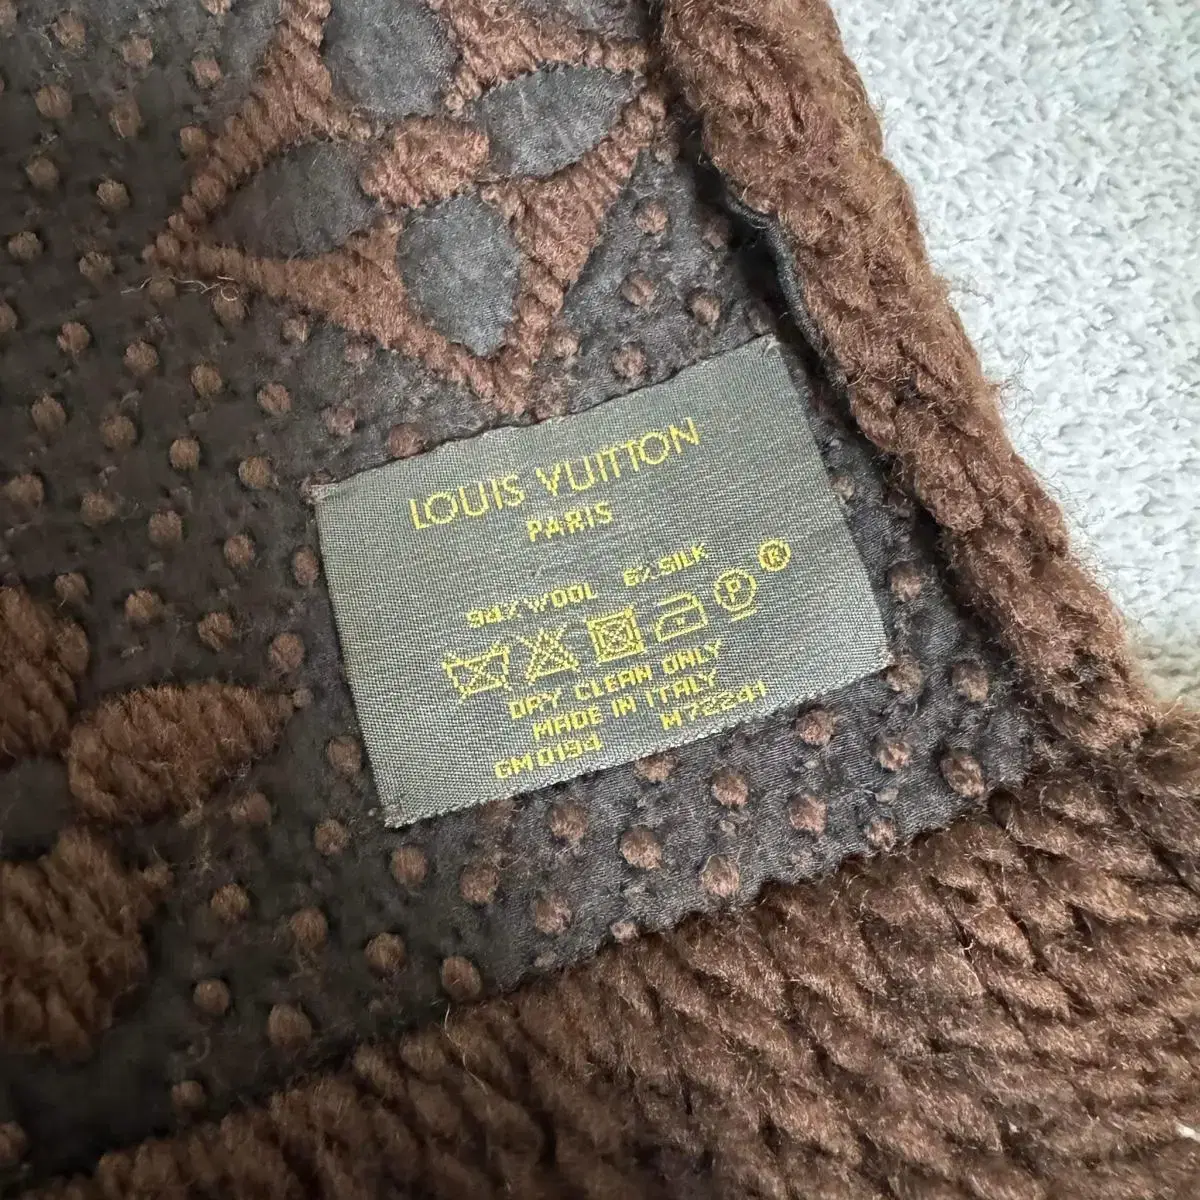 LOUIS VUITTON
PARIS
94% WOOL 6% SILK
P ®
DRY CLEAN ONLY
MADE IN ITALY
GM0194 M72241